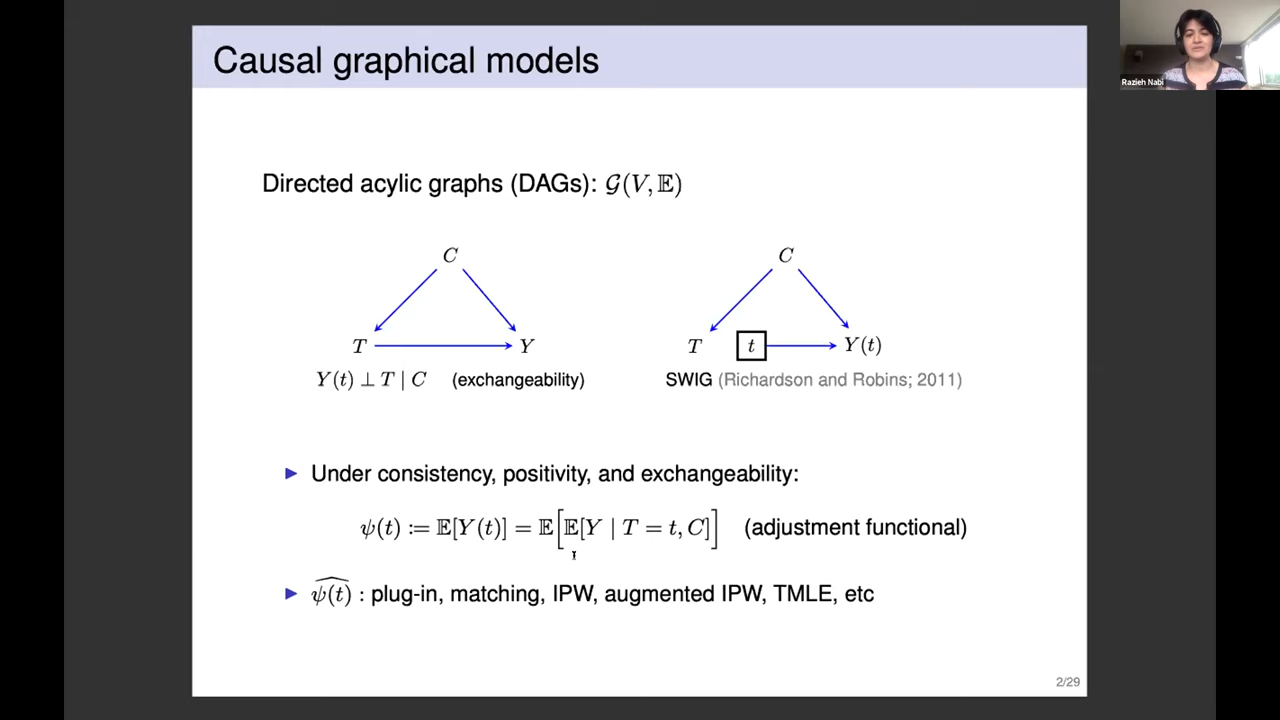 Causal graphical models
Razieh Nabi
Directed acylic graphs (DAGs): 𝒢(V, 𝔼)
C
C
T
Y
T
t
Y(t)
Y(t) ⊥ T | C (exchangeability)
SWIG (Richardson and Robins; 2011)
▶ Under consistency, positivity, and exchangeability:
ψ(t) := 𝔼[Y(t)] = 𝔼[𝔼[Y | T = t, C]] (adjustment functional)
▶ \widehat{ψ(t)} : plug-in, matching, IPW, augmented IPW, TMLE, etc
2/29